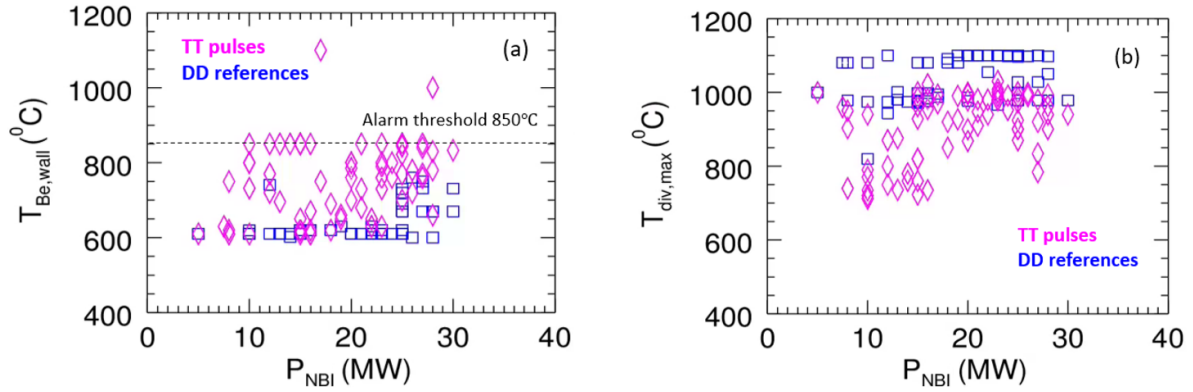 1200
1000
800
600
400
T_Be,wall (⁰C)
TT pulses
DD references
(a)
Alarm threshold 850°C
0 10 20 30 40
P_NBI (MW)
1200
1000
800
600
400
T_div,max (⁰C)
(b)
TT pulses
DD references
0 10 20 30 40
P_NBI (MW)